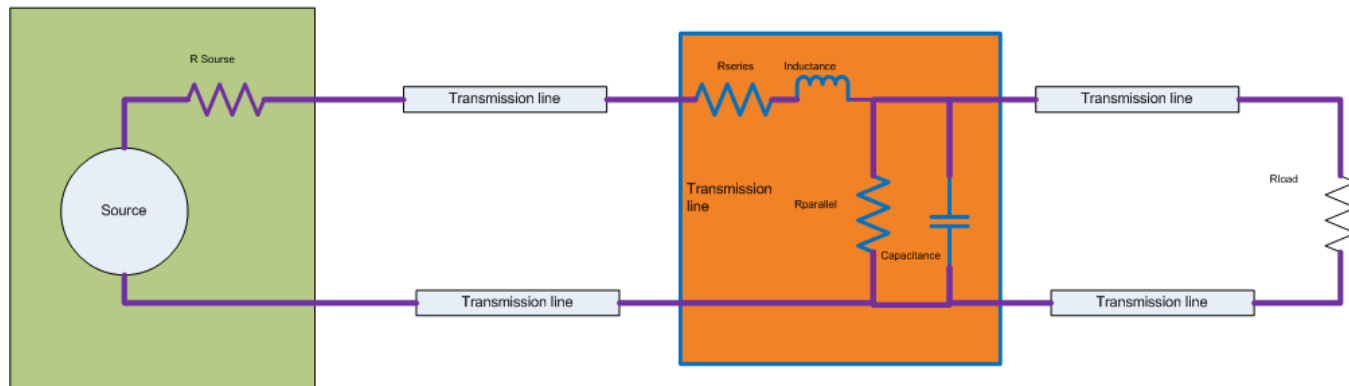 R Sourse
Rseries
Inductance
Transmission line
Transmission line
Rload
Source
Transmission
line
Rparallel
Capacitance
Transmission line
Transmission line